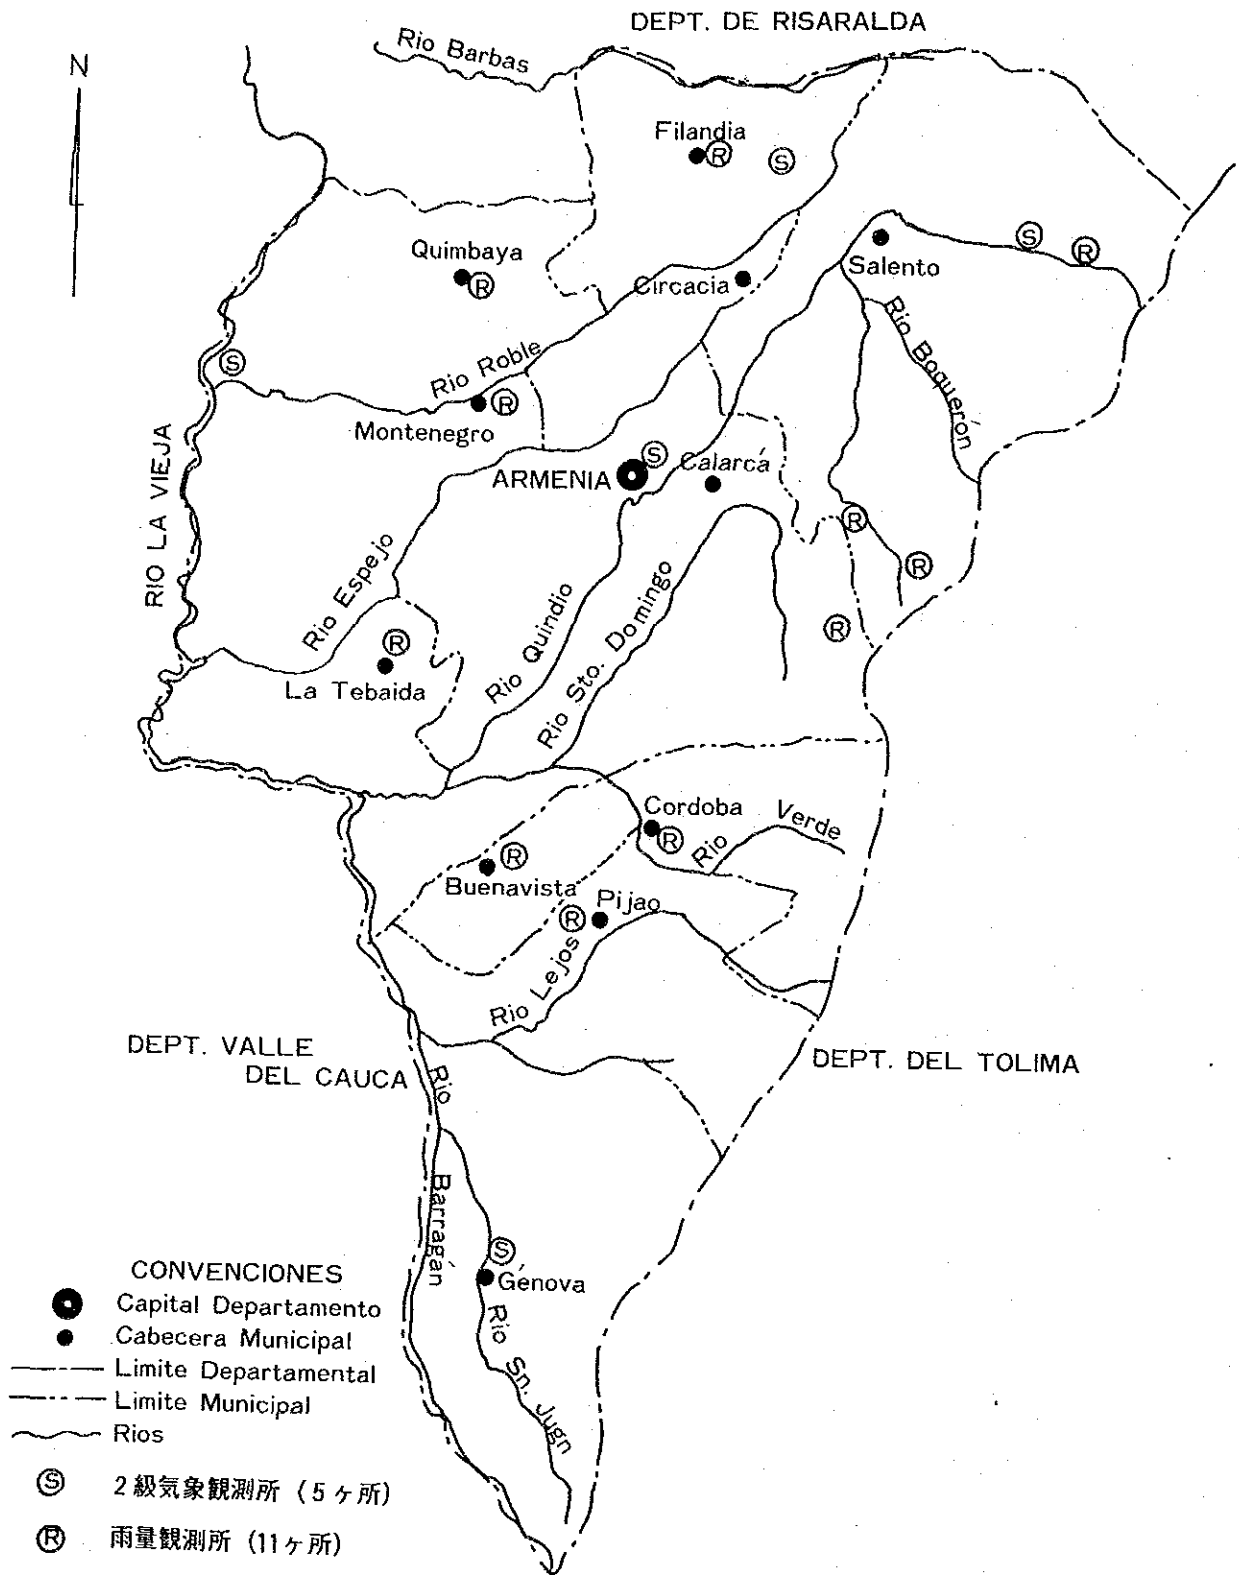 DEPT. DE RISARALDA
N
Rio Barbas
Filandia
R
S
Quimbaya
R
Salento
S
R
Circacia
S
Rio Roble
R
Montenegro
Rio Boquerón
RIO LA VIEJA
ARMENIA
S
Calarcá
R
R
R
Rio Espejo
R
La Tebaida
Rio Quindio
Rio Sto. Domingo
Cordoba
R
Rio Verde
R
Buenavista
R
Pijao
Rio Lejos
DEPT. VALLE
DEL CAUCA
DEPT. DEL TOLIMA
Rio Barragán
S
Génova
Rio Sn. Jugn
CONVENCIONES
Capital Departamento
Cabecera Municipal
Limite Departamental
Limite Municipal
Rios
S 2級気象観測所 (5ヶ所)
R 雨量観測所 (11ヶ所)